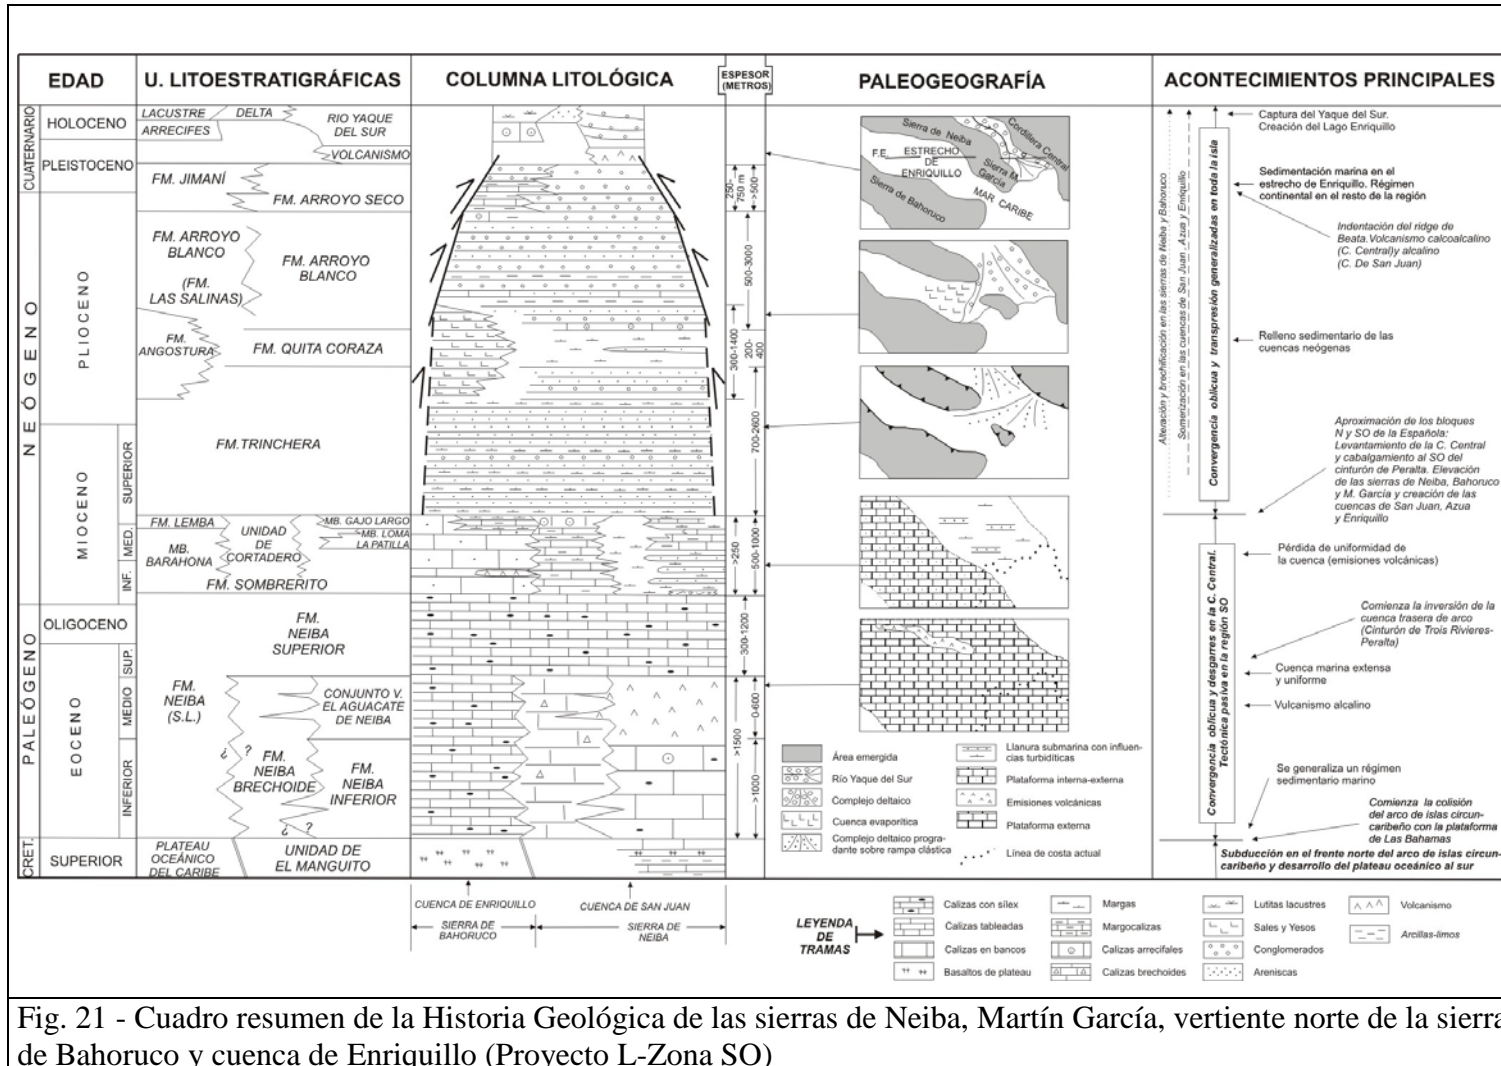 EDAD
U. LITOESTRATIGRÁFICAS
COLUMNA LITOLÓGICA
ESPESOR
(METROS)
PALEOGEOGRAFÍA
ACONTECIMIENTOS PRINCIPALES
CUATERNARIO
HOLOCENO
PLEISTOCENO
NEÓGENO
PLIOCENO
MIOCENO
SUPERIOR
MED.
INF.
PALEÓGENO
OLIGOCENO
EOCENO
SUP.
MEDIO
INFERIOR
CRET.
SUPERIOR
LACUSTRE
DELTA
ARRECIFES
RIO YAQUE
DEL SUR
VOLCANISMO
FM. JIMANÍ
FM. ARROYO SECO
FM. ARROYO
BLANCO
(FM.
LAS SALINAS)
FM. ARROYO
BLANCO
FM.
ANGOSTURA
FM. QUITA CORAZA
FM.TRINCHERA
FM. LEMBA
UNIDAD
DE
CORTADERO
MB. GAJO LARGO
MB. LOMA
LA PATILLA
MB.
BARAHONA
FM. SOMBRERITO
FM.
NEIBA
SUPERIOR
FM.
NEIBA
(S.L.)
CONJUNTO V.
EL AGUACATE
DE NEIBA
¿ ?
FM.
NEIBA
BRECHOIDE
FM.
NEIBA
INFERIOR
¿ ?
PLATEAU
OCEÁNICO
DEL CARIBE
UNIDAD DE
EL MANGUITO
250-
750 m
>500
500-3000
300-1400
200-
400
700-2600
>250
500-1000
300-1200
>1500
0-600
>1000
CUENCA DE ENRIQUILLO
CUENCA DE SAN JUAN
SIERRA DE
BAHORUCO
SIERRA DE
NEIBA
Sierra de Neiba
Cordillera Central
F.E.
ESTRECHO
DE
ENRIQUILLO
Sierra M.
García
Sierra de Bahoruco
MAR CARIBE
Área emergida
Río Yaque del Sur
Complejo deltaico
Cuenca evaporítica
Complejo deltaico progra-
dante sobre rampa clástica
Llanura submarina con influen-
cias turbidíticas
Plataforma interna-externa
Emisiones volcánicas
Plataforma externa
Línea de costa actual
Alteración y brechificación en las sierras de Neiba y Bahoruco
Somerización en las cuencas de San Juan, Azua y Enriquillo
Convergencia oblicua y transpresión generalizadas en toda la isla
Convergencia oblicua y desgarres en la C. Central.
Tectónica pasiva en la región SO
Captura del Yaque del Sur.
Creación del Lago Enriquillo
Sedimentación marina en el
estrecho de Enriquillo. Régimen
continental en el resto de la región
Indentación del ridge de
Beata.Volcanismo calcoalcalino
(C. Central)y alcalino
(C. De San Juan)
Relleno sedimentario de las
cuencas neógenas
Aproximación de los bloques
N y SO de la Española:
Levantamiento de la C. Central
y cabalgamiento al SO del
cinturón de Peralta. Elevación
de las sierras de Neiba, Bahoruco
y M. García y creación de las
cuencas de San Juan, Azua
y Enriquillo
Pérdida de uniformidad de
la cuenca (emisiones volcánicas)
Comienza la inversión de la
cuenca trasera de arco
(Cinturón de Trois Rivieres-
Peralta)
Cuenca marina extensa
y uniforme
Vulcanismo alcalino
Se generaliza un régimen
sedimentario marino
Comienza la colisión
del arco de islas circun-
caribeño con la plataforma
de Las Bahamas
Subducción en el frente norte del arco de islas circun-
caribeño y desarrollo del plateau oceánico al sur
LEYENDA
DE
TRAMAS
Calizas con sílex
Calizas tableadas
Calizas en bancos
Basaltos de plateau
Margas
Margocalizas
Calizas arrecifales
Calizas brechoides
Lutitas lacustres
Sales y Yesos
Conglomerados
Areniscas
Volcanismo
Arcillas-limos
Fig. 21 - Cuadro resumen de la Historia Geológica de las sierras de Neiba, Martín García, vertiente norte de la sierra
de Bahoruco y cuenca de Enriquillo (Proyecto L-Zona SO)